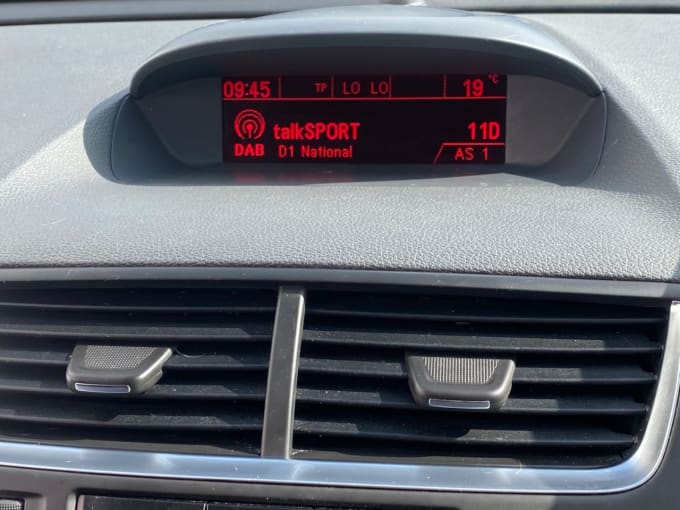 09:45 TP LO LO 19 °C
talkSPORT 11D
DAB D1 National AS 1